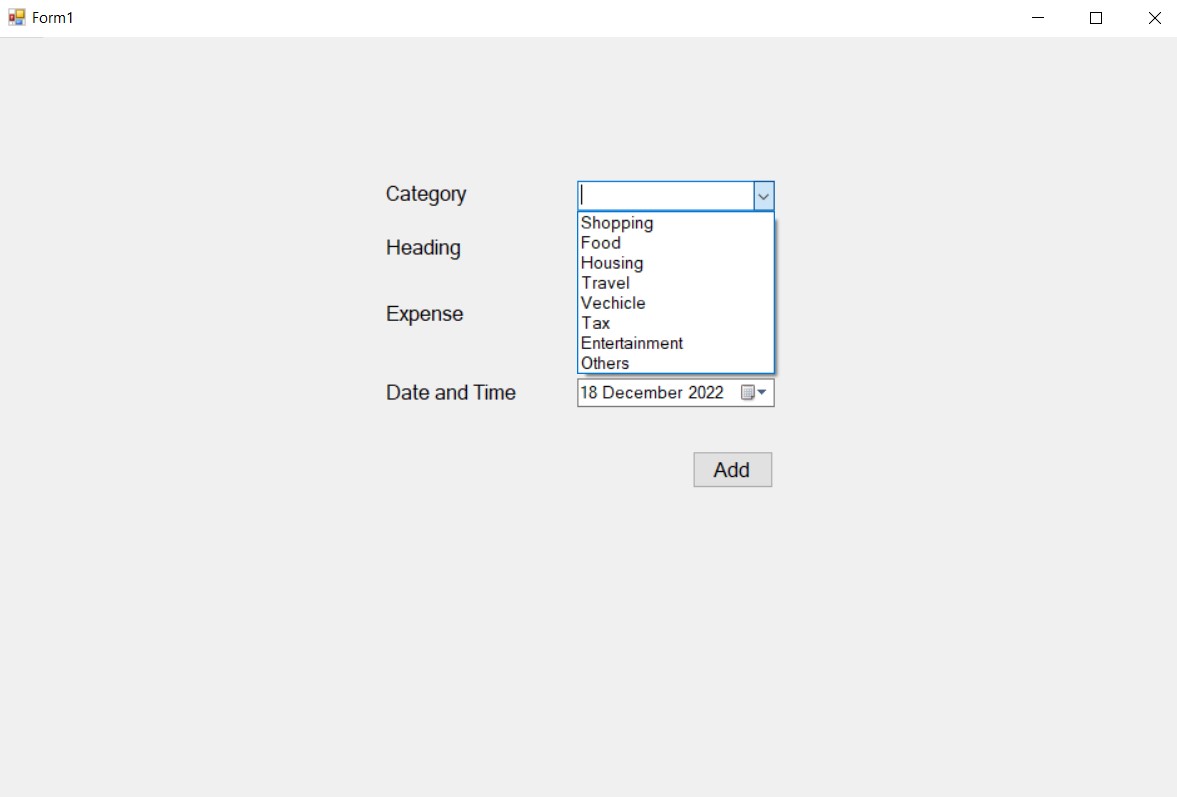 Form1
Category
Shopping
Food
Housing
Travel
Vechicle
Tax
Entertainment
Others
Heading
Expense
Date and Time 18 December 2022
Add